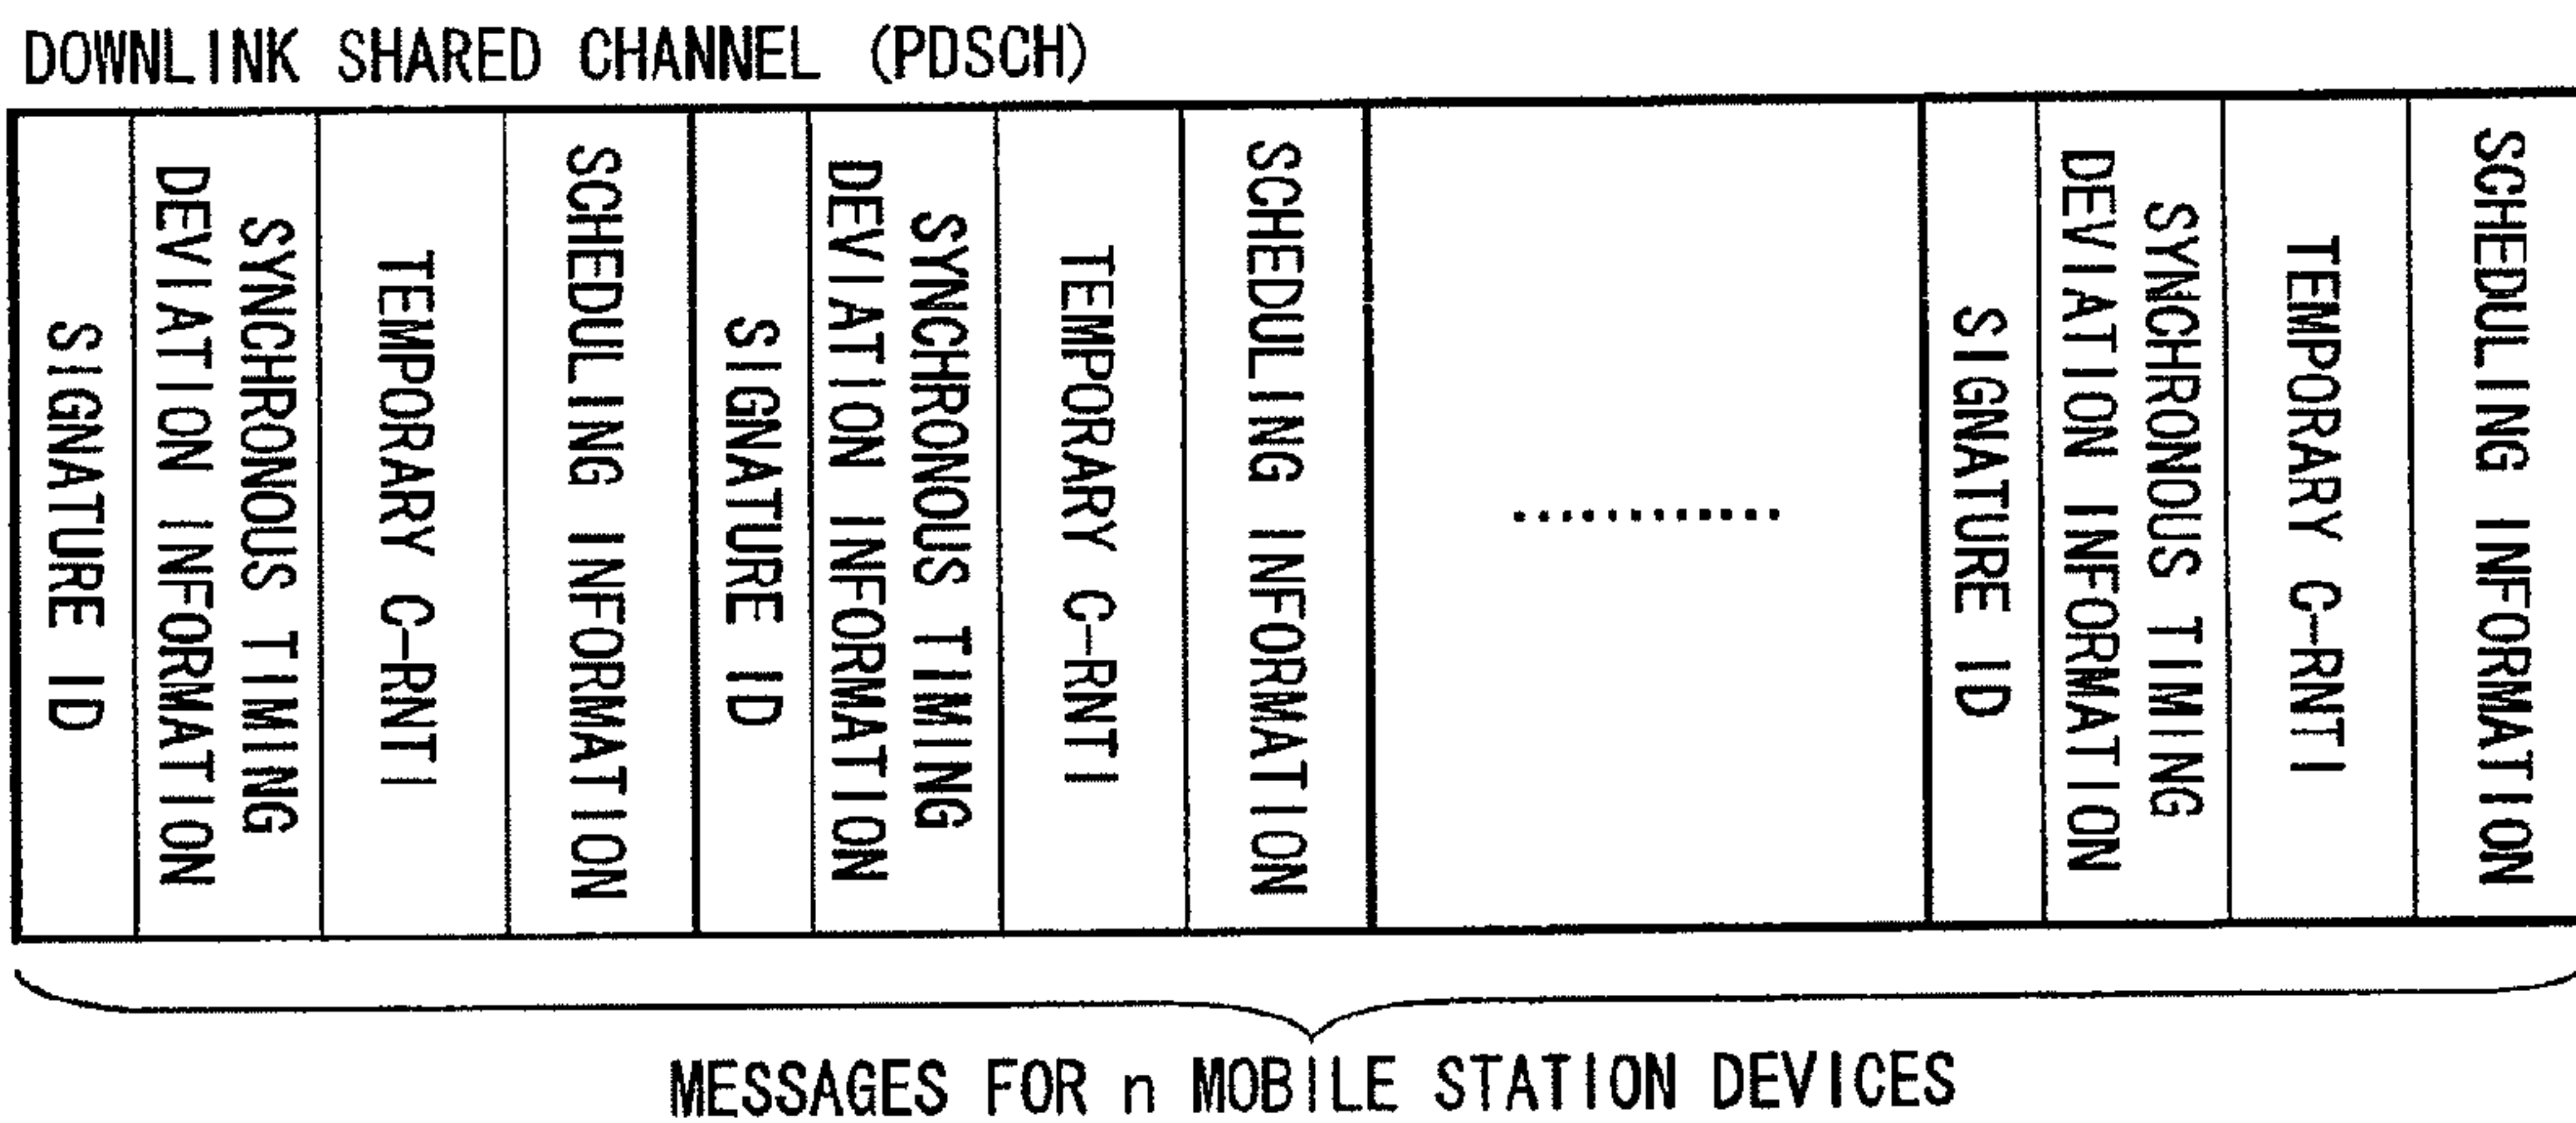 DOWNLINK SHARED CHANNEL (PDSCH)
SIGNATURE ID
SYNCHRONOUS TIMING
DEVIATION INFORMATION
TEMPORARY C-RNTI
SCHEDULING INFORMATION
SIGNATURE ID
SYNCHRONOUS TIMING
DEVIATION INFORMATION
TEMPORARY C-RNTI
SCHEDULING INFORMATION
............
SIGNATURE ID
SYNCHRONOUS TIMING
DEVIATION INFORMATION
TEMPORARY C-RNTI
SCHEDULING INFORMATION
MESSAGES FOR n MOBILE STATION DEVICES